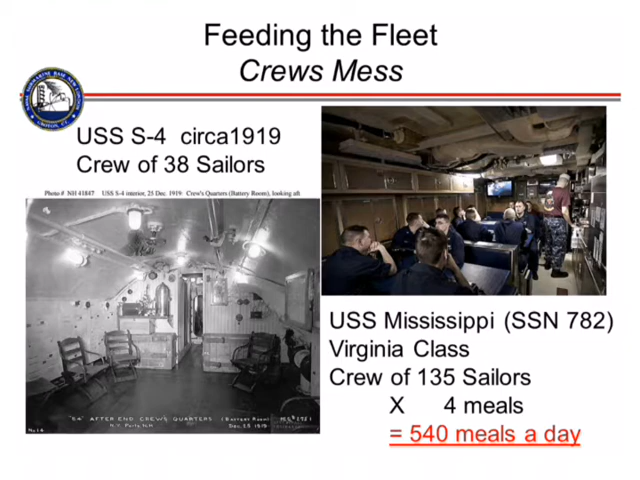 Feeding the Fleet
Crews Mess
USS S-4 circa1919
Crew of 38 Sailors
Photo # NH 41847 USS S-4 interior, 25 Dec. 1919: Crew's Quarters (Battery Room), looking aft
"S4" AFTER END CREW'S QUARTERS (BATTERY ROOM)
N.Y. Ports. N.H. Dec. 25 1919
No 14
USS Mississippi (SSN 782)
Virginia Class
Crew of 135 Sailors
X 4 meals
= 540 meals a day